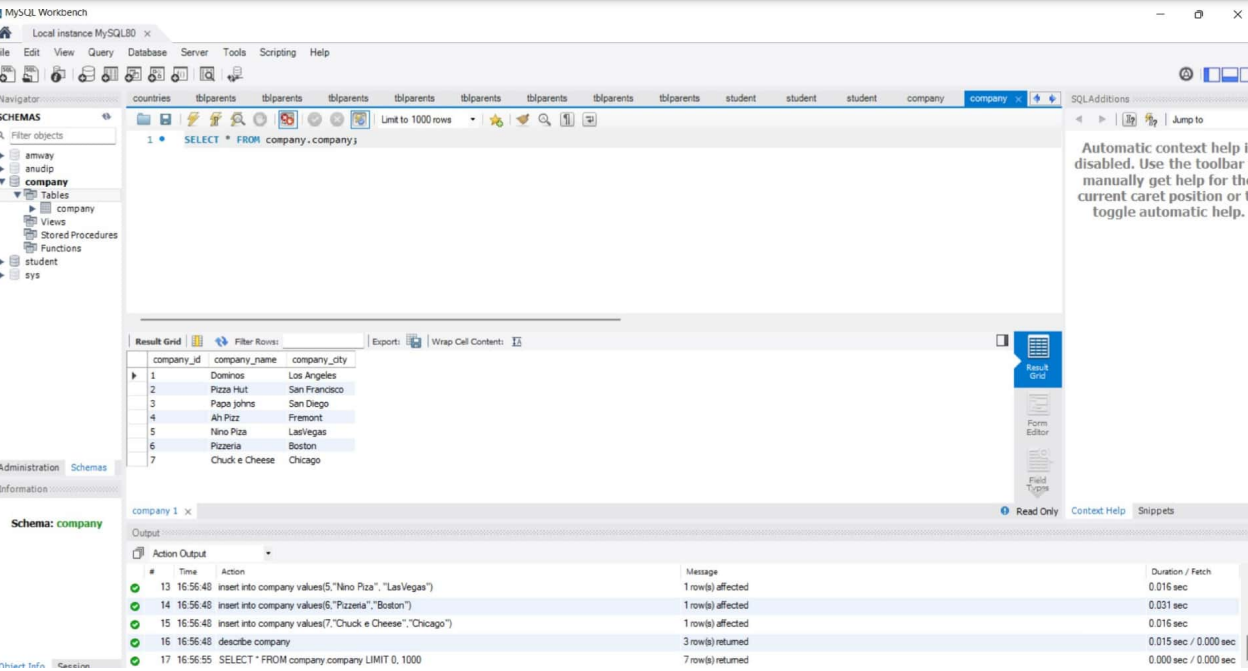 MySQL Workbench
Local instance MySQL80
Edit View Query Database Server Tools Scripting Help
Navigator
SCHEMAS
Filter objects
amway
anudip
company
Tables
company
Views
Stored Procedures
Functions
student
sys
Administration Schemas
Information
Schema: company
Object Info Session
countries tblparents tblparents tblparents tblparents tblparents tblparents tblparents tblparents student student student company company
Limit to 1000 rows
1 SELECT * FROM company.company;
Result Grid Filter Rows: Export: Wrap Cell Content: IA
company_id company_name company_city
1 Dominos Los Angeles
2 Pizza Hut San Francisco
3 Papa johns San Diego
4 Ah Pizz Fremont
5 Nino Piza LasVegas
6 Pizzeria Boston
7 Chuck e Cheese Chicago
Result Grid
Form Editor
Field Types
company 1
Read Only
SQLAdditions
Jump to
Automatic context help i
disabled. Use the toolbar
manually get help for the
current caret position or t
toggle automatic help.
Context Help Snippets
Output
Action Output
# Time Action Message Duration / Fetch
13 16:56:48 insert into company values(5,"Nino Piza", "LasVegas") 1 row(s) affected 0.016 sec
14 16:56:48 insert into company values(6,"Pizzeria","Boston") 1 row(s) affected 0.031 sec
15 16:56:48 insert into company values(7,"Chuck e Cheese","Chicago") 1 row(s) affected 0.016 sec
16 16:56:48 describe company 3 row(s) returned 0.015 sec / 0.000 sec
17 16:56:55 SELECT * FROM company.company LIMIT 0, 1000 7 row(s) returned 0.000 sec / 0.000 sec